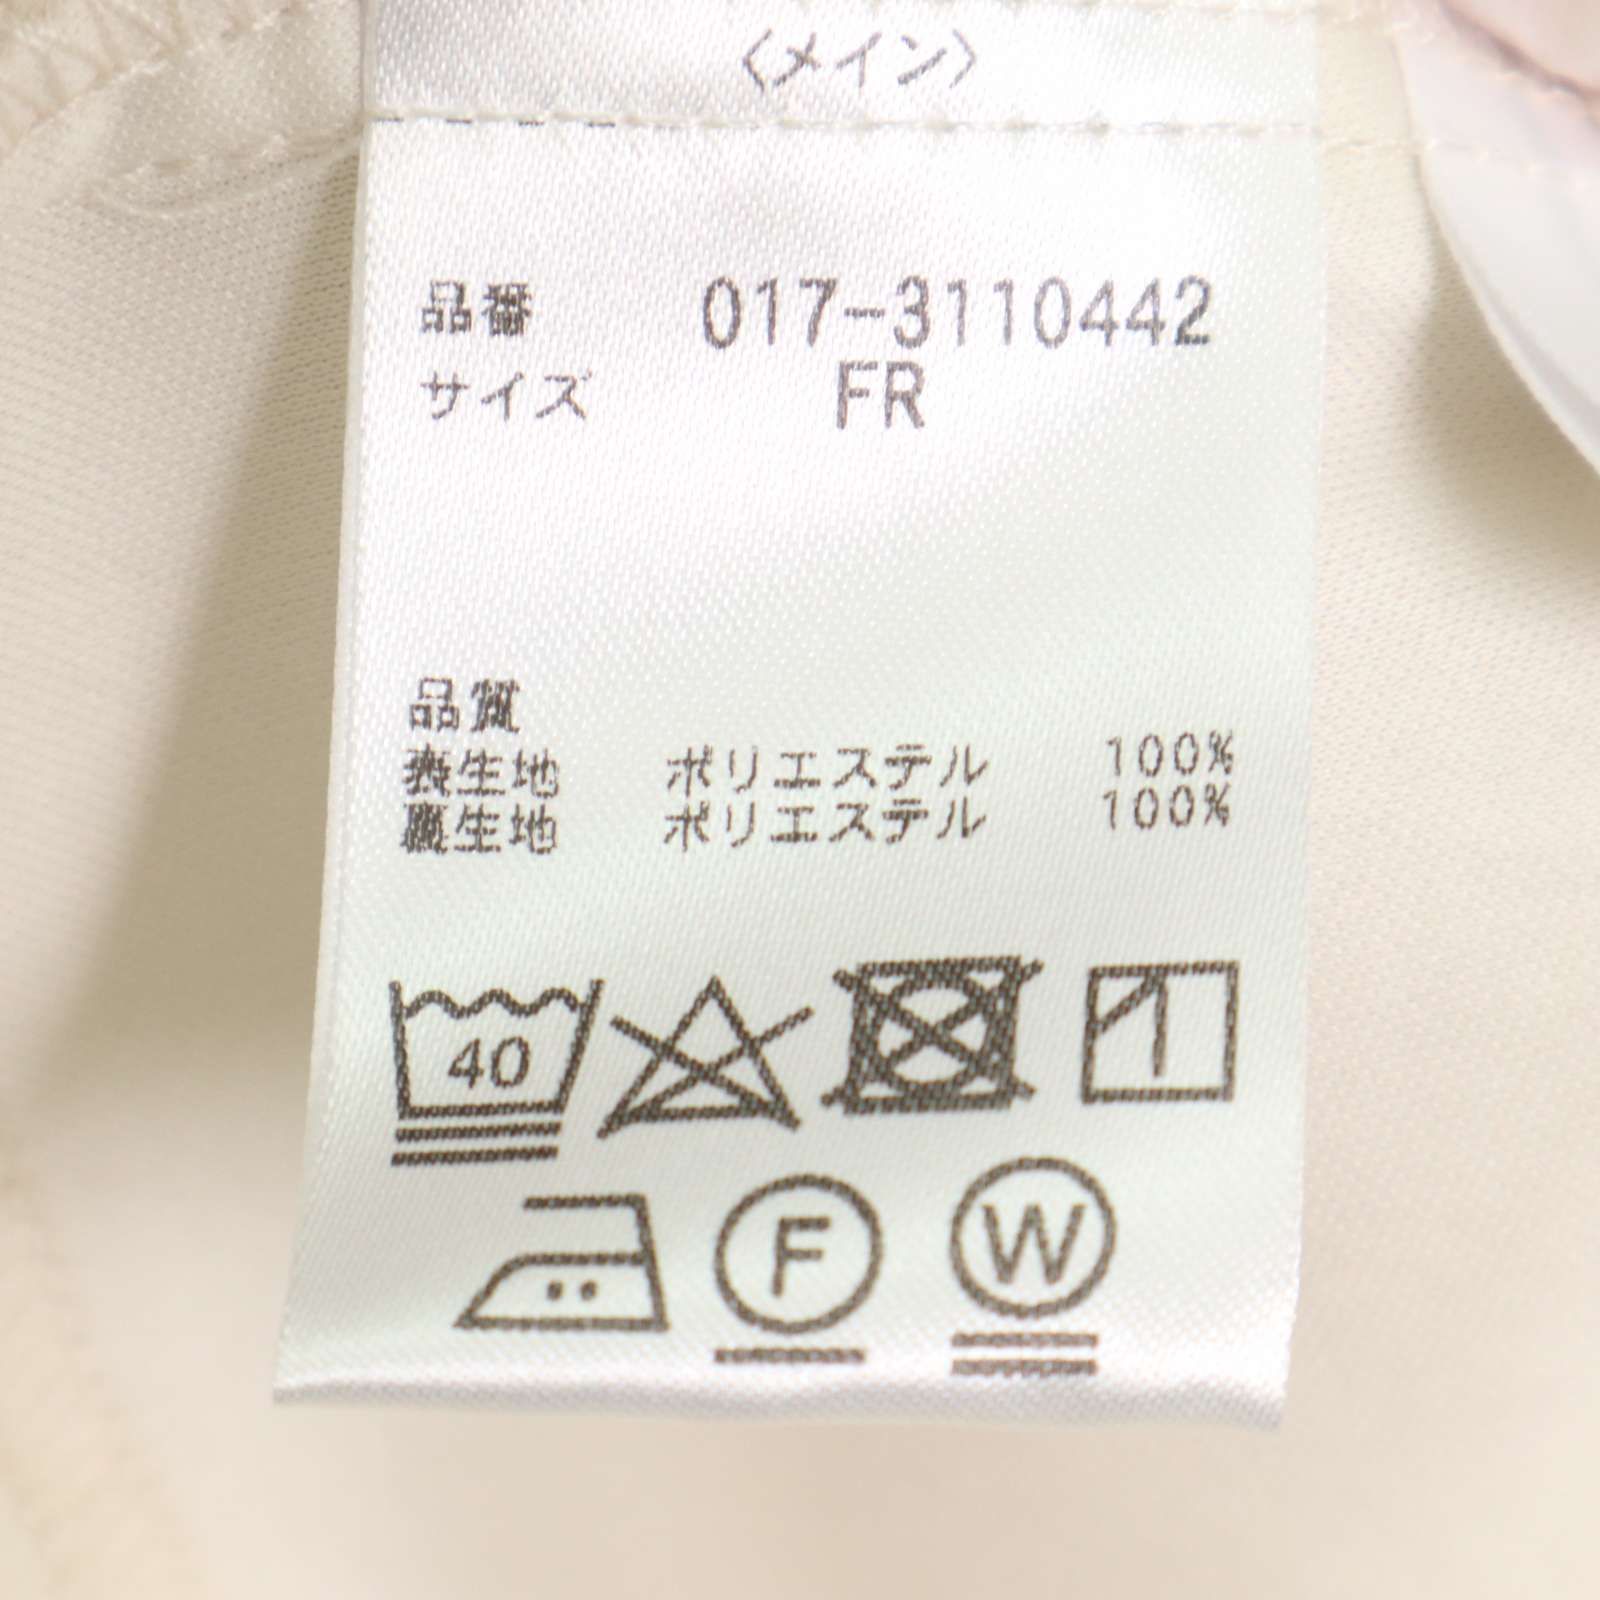 〈メイン〉
品番 017-3110442
サイズ FR
品質
表生地 ポリエステル 100%
裏生地 ポリエステル 100%
40
F W